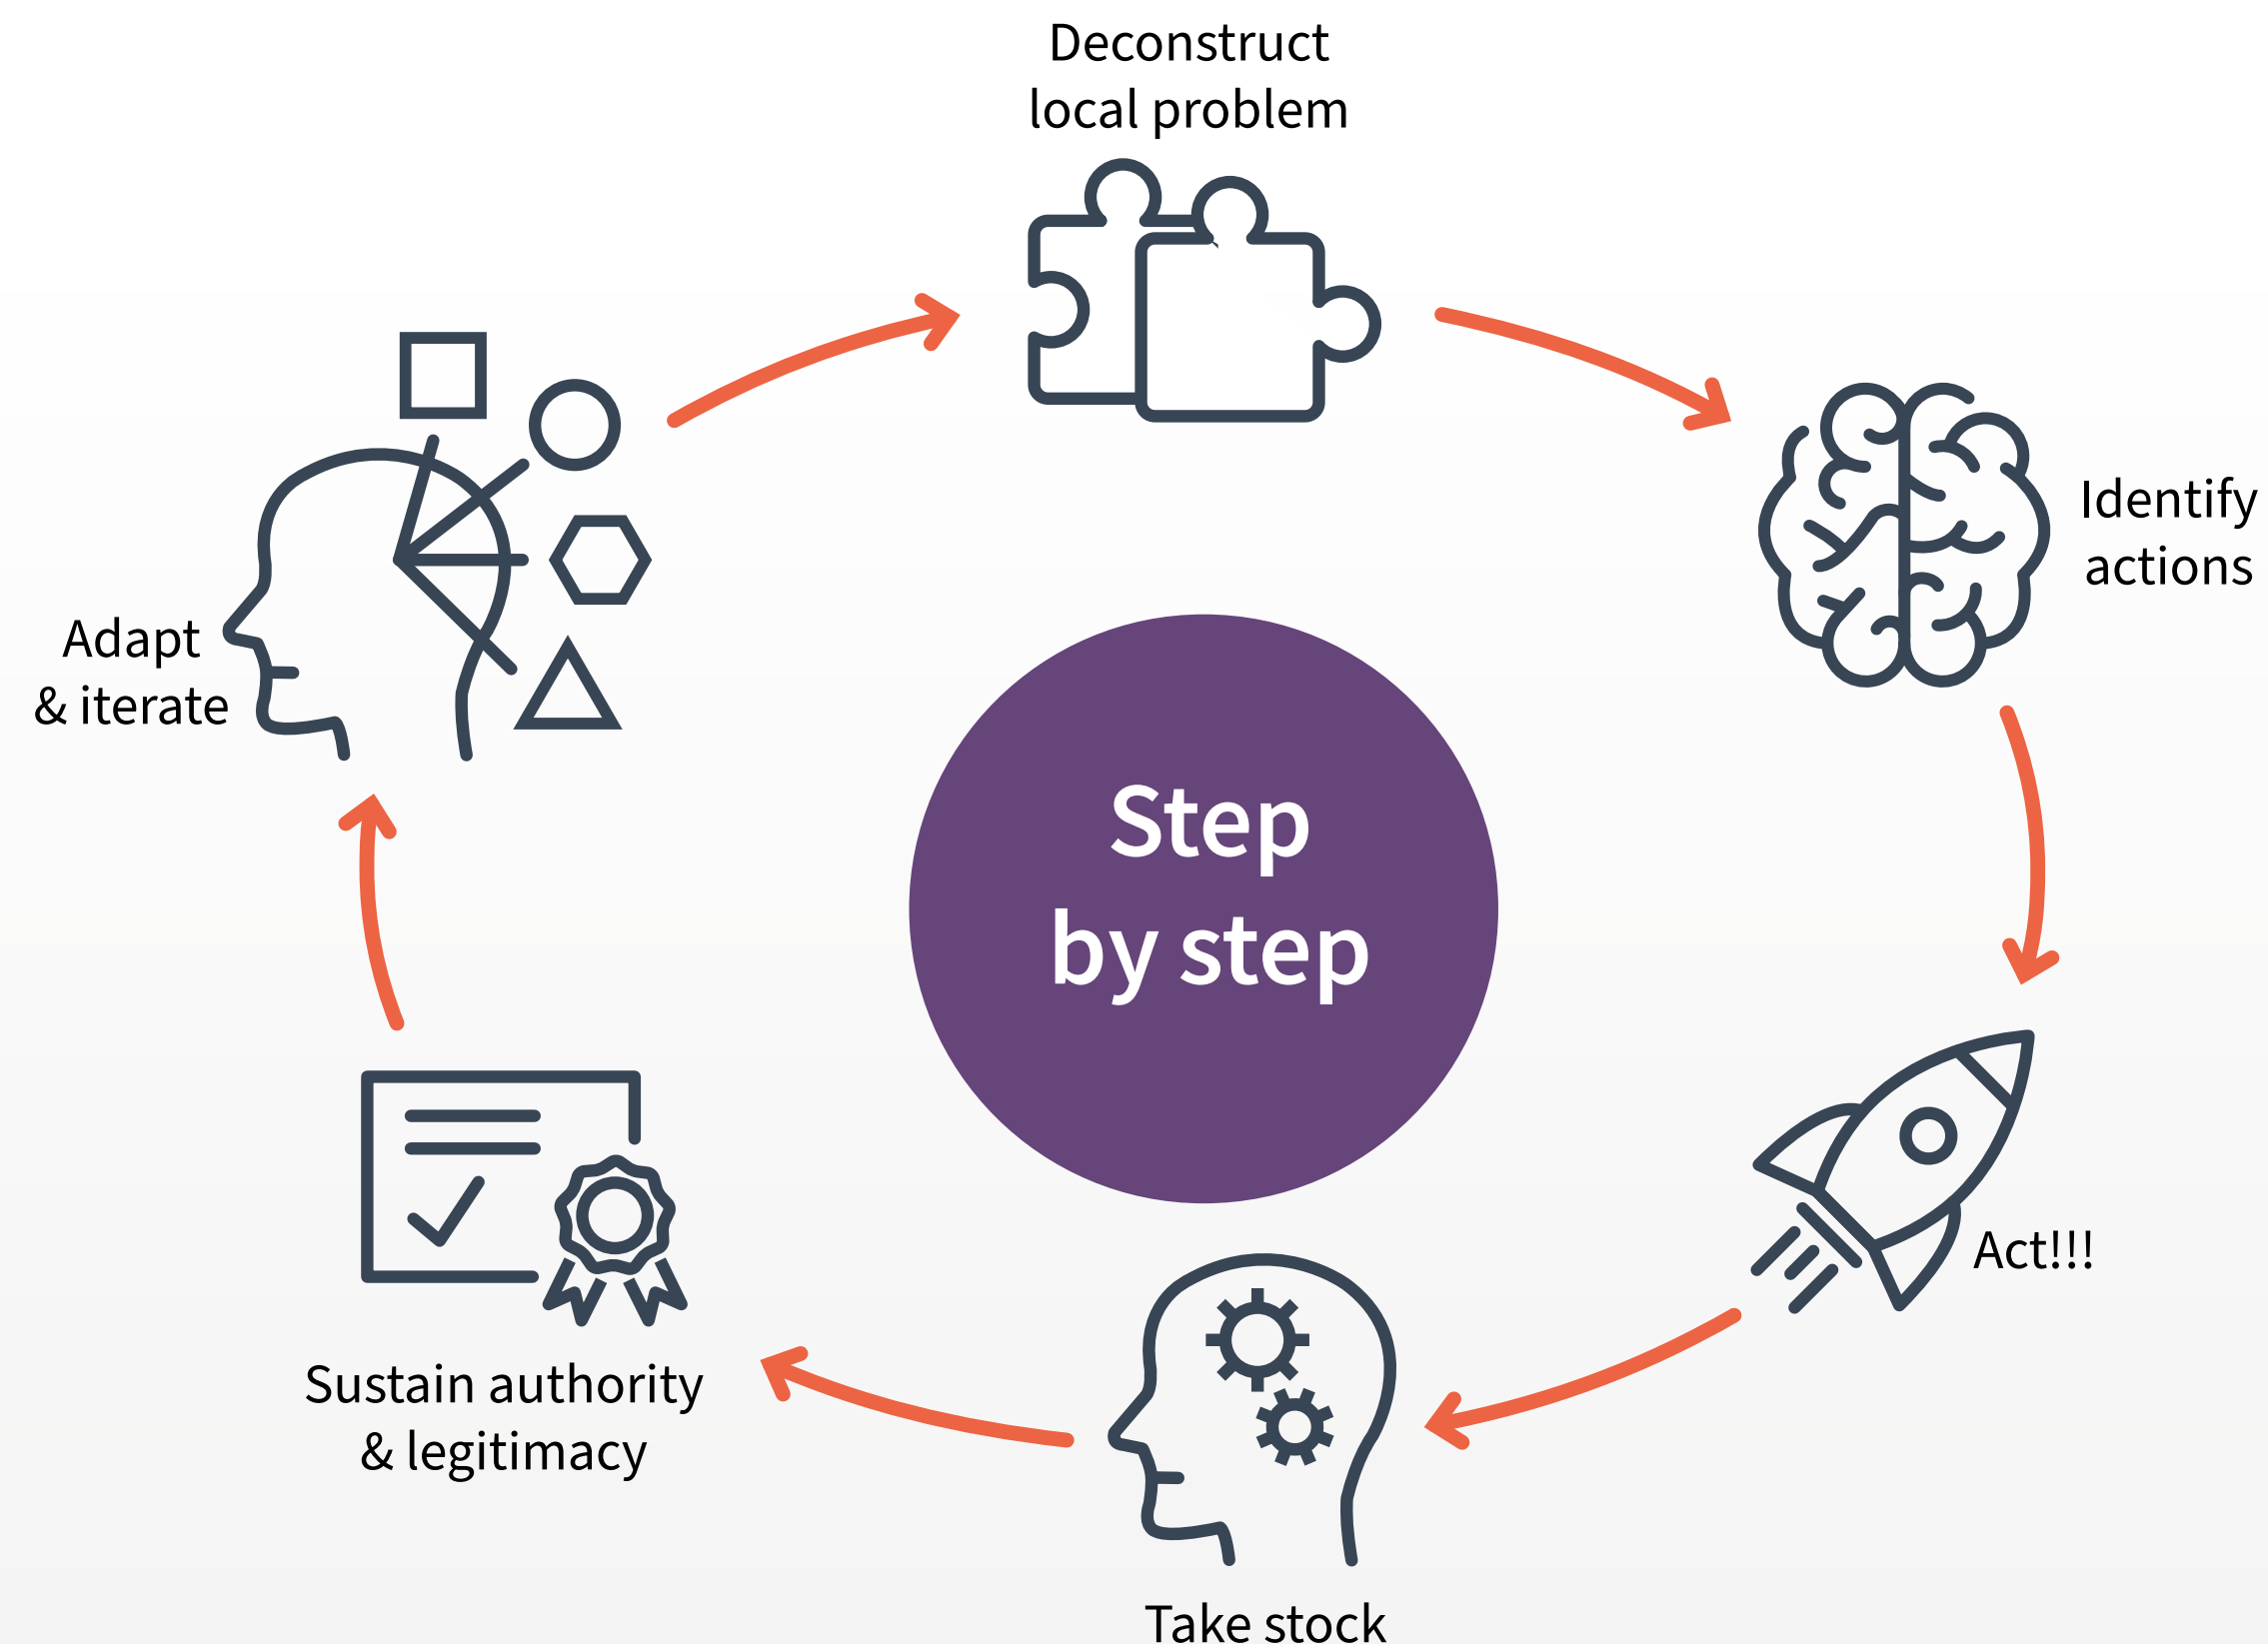 Deconstruct
local problem
Identify
actions
Adapt
& iterate
Step
by step
Act!!!
Sustain authority
& legitimacy
Take stock